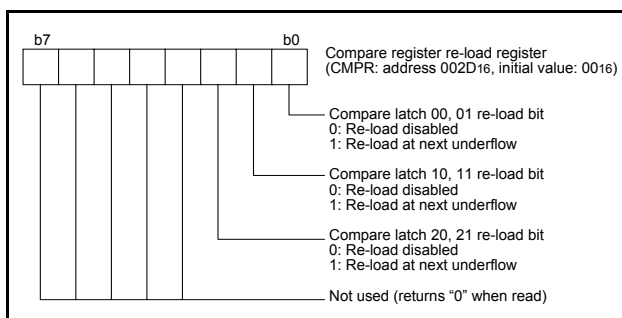 b7 b0
Compare register re-load register
(CMPR: address 002D16, initial value: 0016)
Compare latch 00, 01 re-load bit
0: Re-load disabled
1: Re-load at next underflow
Compare latch 10, 11 re-load bit
0: Re-load disabled
1: Re-load at next underflow
Compare latch 20, 21 re-load bit
0: Re-load disabled
1: Re-load at next underflow
Not used (returns “0” when read)